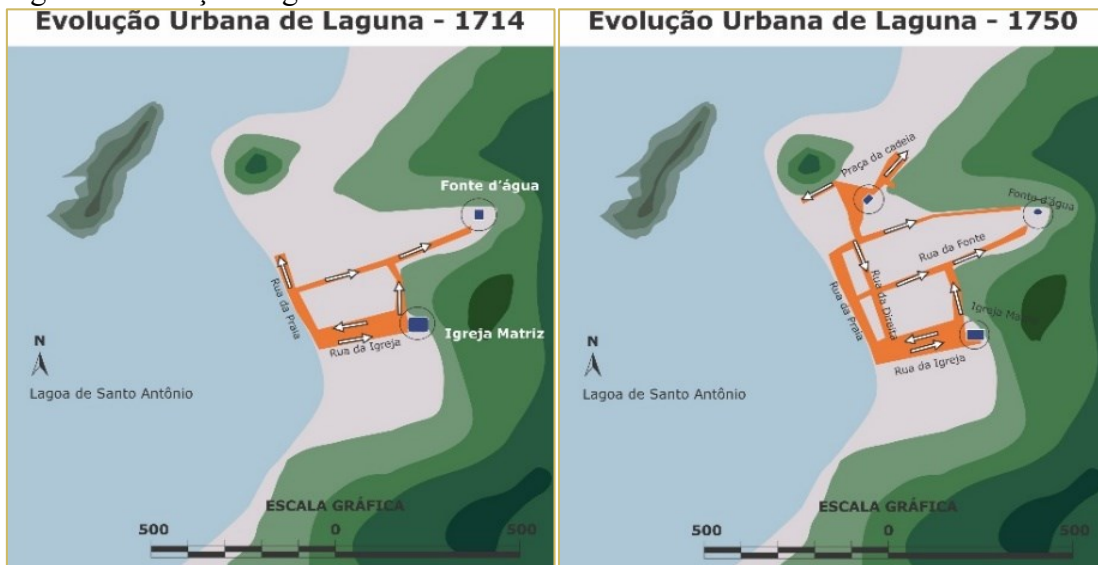 Evolução Urbana de Laguna - 1714
Fonte d'água
Rua da Praia
Igreja Matriz
Rua da Igreja
N
Lagoa de Santo Antônio
ESCALA GRÁFICA
500 0 500
Evolução Urbana de Laguna - 1750
Praça da cadeia
Fonte d'água
Rua da Fonte
Rua da Direita
Rua da Praia
Rua da Igreja
N
Lagoa de Santo Antônio
ESCALA GRÁFICA
500 0 500